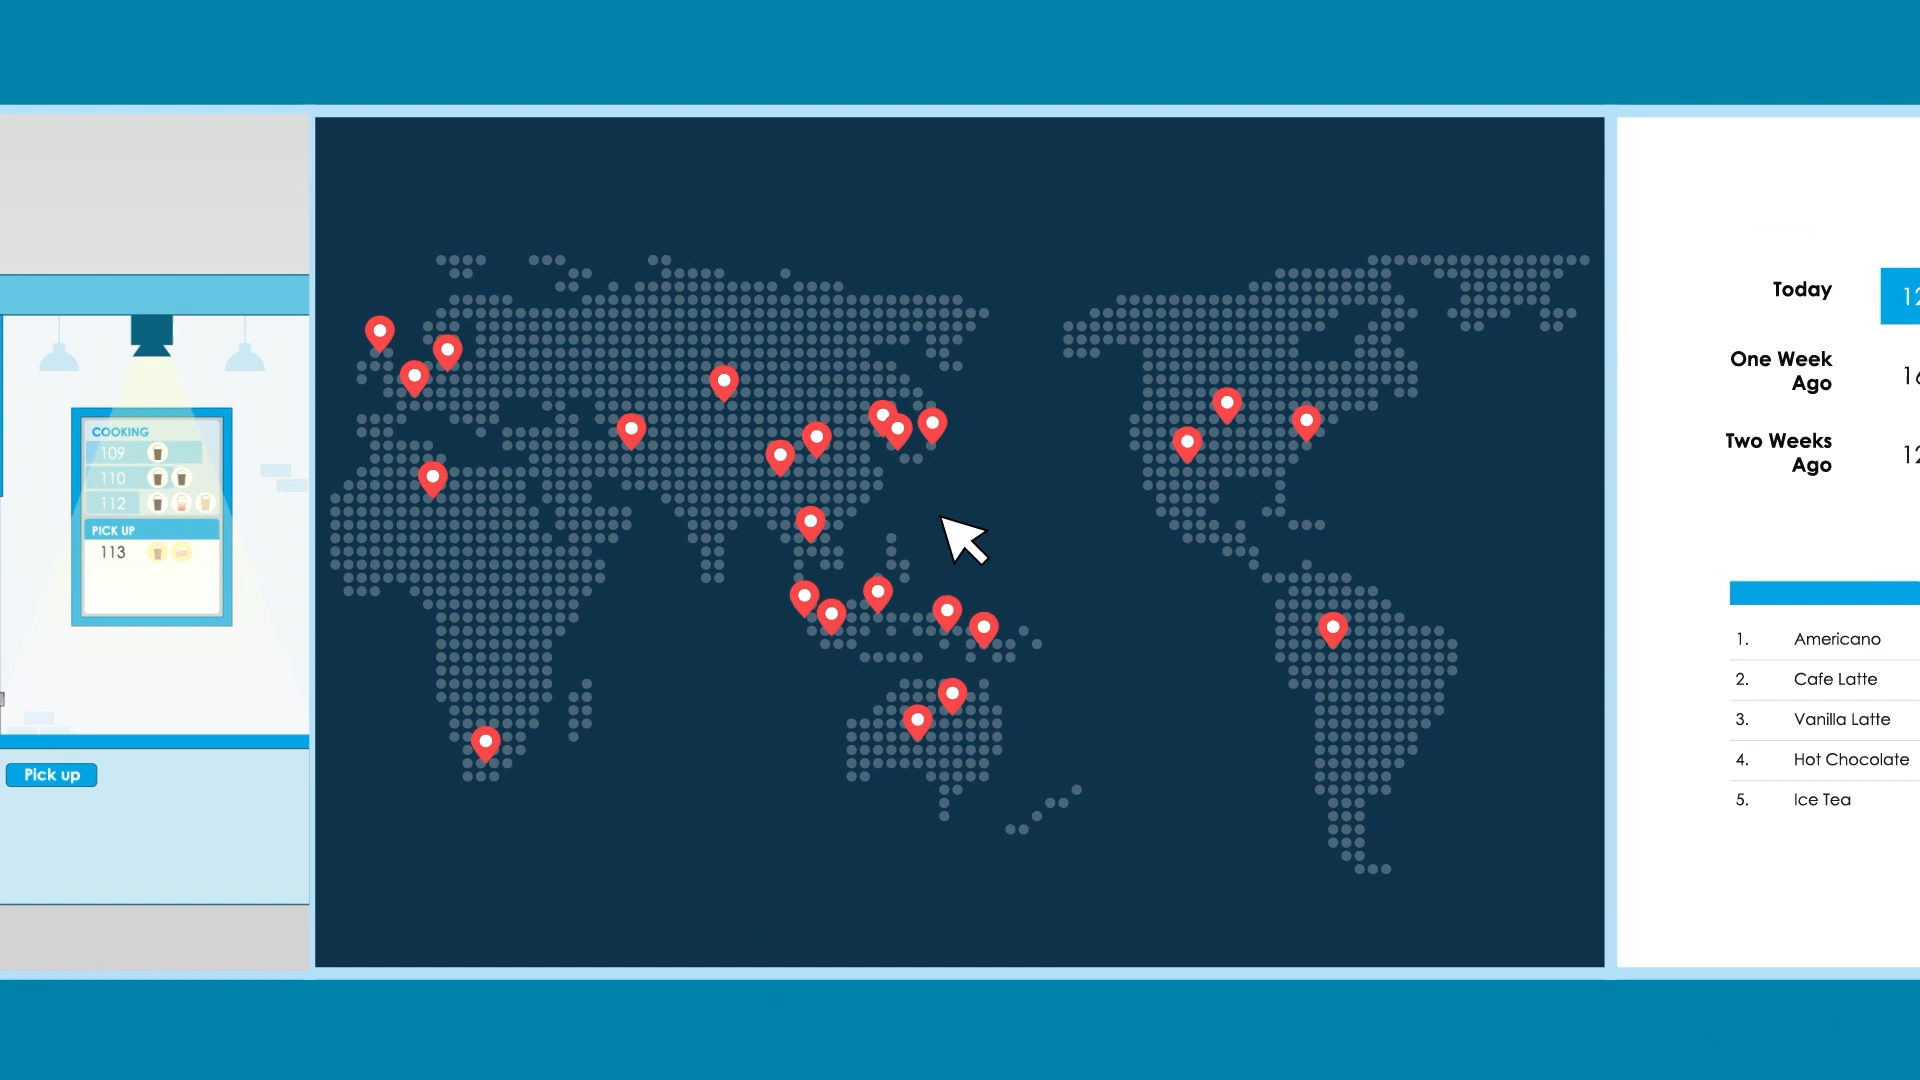 COOKING
109
110
112
PICK UP
113
Pick up
Today
One Week
Ago
Two Weeks
Ago
1. Americano
2. Cafe Latte
3. Vanilla Latte
4. Hot Chocolate
5. Ice Tea